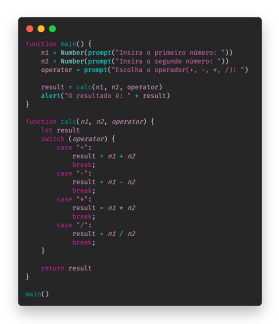 function main() {
    n1 = Number(prompt("Insira o primeiro número: "))
    n2 = Number(prompt("Insira o segundo número: "))
    operator = prompt("Escolha o operador(+, -, *, /): ")

    result = calc(n1, n2, operator)
    alert("O resultado é: " + result)
}

function calc(n1, n2, operator) {
    let result
    switch (operator) {
        case "+":
            result = n1 + n2
            break;
        case "-":
            result = n1 - n2
            break;
        case "*":
            result = n1 * n2
            break;
        case "/":
            result = n1 / n2
            break;
    }

    return result
}

main()